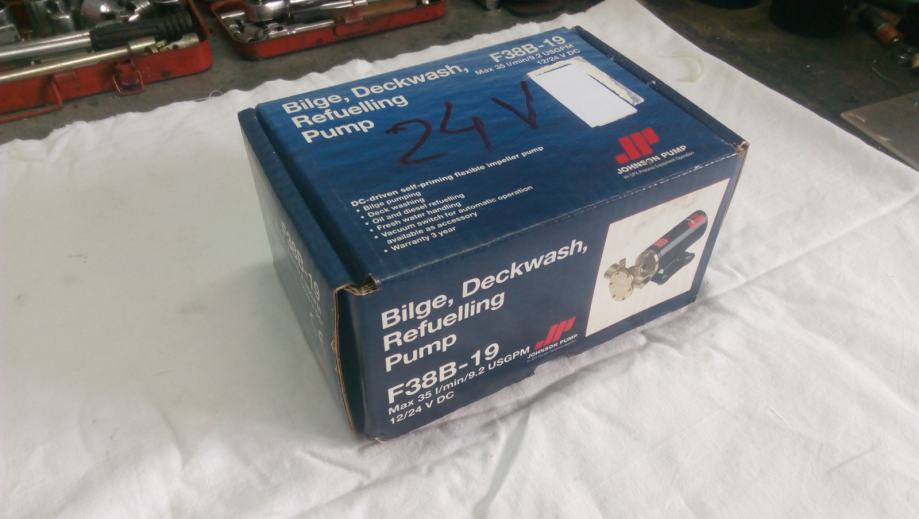 Bilge, Deckwash,
Refuelling
Pump
F38B-19
Max 35 l/min/9.2 USGPM
12/24 V DC
24V
JOHNSON PUMP
DC-driven self-priming flexible impeller pump
• Bilge pumping
• Deck washing
• Oil and diesel refuelling
• Fresh water handling
• Vacuum switch for automatic operation
available as accessory
• Warranty 3 year
Bilge, Deckwash,
Refuelling
Pump
F38B-19
Max 35 l/min/9.2 USGPM
12/24 V DC
JOHNSON PUMP
F38B-19